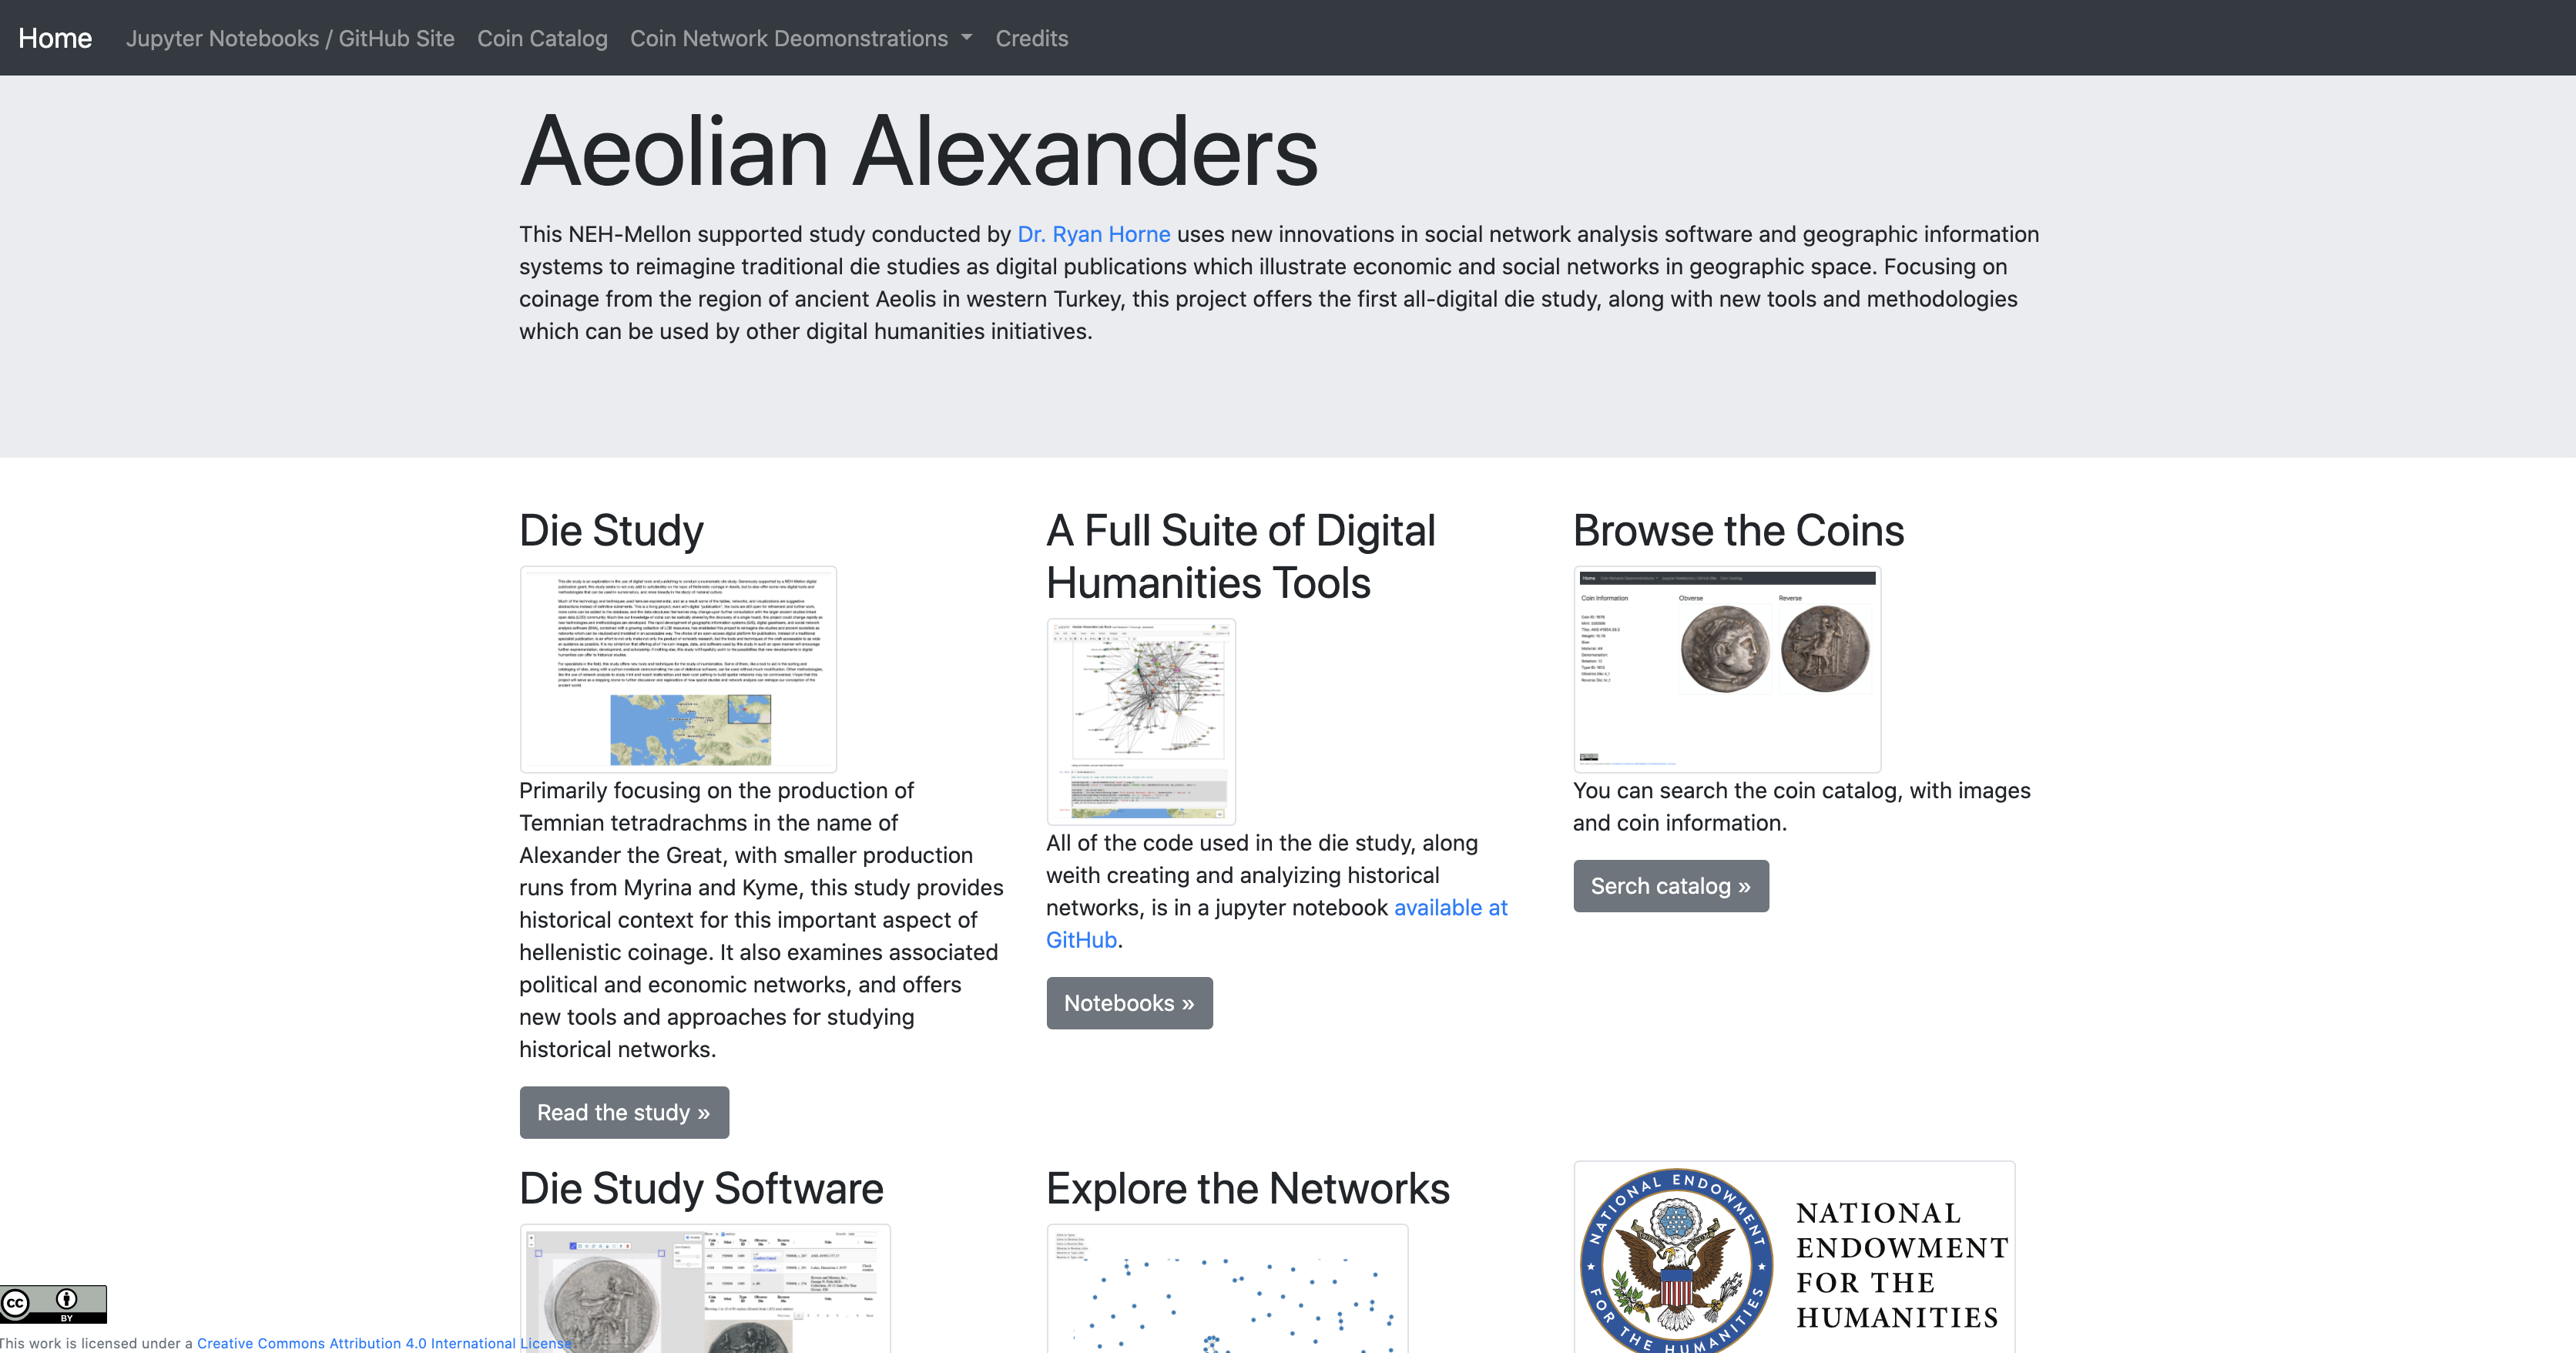 Home Jupyter Notebooks / GitHub Site Coin Catalog Coin Network Deomonstrations Credits
Aeolian Alexanders
This NEH-Mellon supported study conducted by Dr. Ryan Horne uses new innovations in social network analysis software and geographic information
systems to reimagine traditional die studies as digital publications which illustrate economic and social networks in geographic space. Focusing on
coinage from the region of ancient Aeolis in western Turkey, this project offers the first all-digital die study, along with new tools and methodologies
which can be used by other digital humanities initiatives.
Die Study
Primarily focusing on the production of
Temnian tetradrachms in the name of
Alexander the Great, with smaller production
runs from Myrina and Kyme, this study provides
historical context for this important aspect of
hellenistic coinage. It also examines associated
political and economic networks, and offers
new tools and approaches for studying
historical networks.
Read the study »
A Full Suite of Digital
Humanities Tools
All of the code used in the die study, along
weith creating and analyizing historical
networks, is in a jupyter notebook available at
GitHub.
Notebooks »
Browse the Coins
Home
Coin Information
Obverse
Reverse
You can search the coin catalog, with images
and coin information.
Serch catalog »
Die Study Software
Explore the Networks
NATIONAL ENDOWMENT
FOR THE HUMANITIES
NATIONAL
ENDOWMENT
FOR THE
HUMANITIES
CC
BY
This work is licensed under a Creative Commons Attribution 4.0 International License.